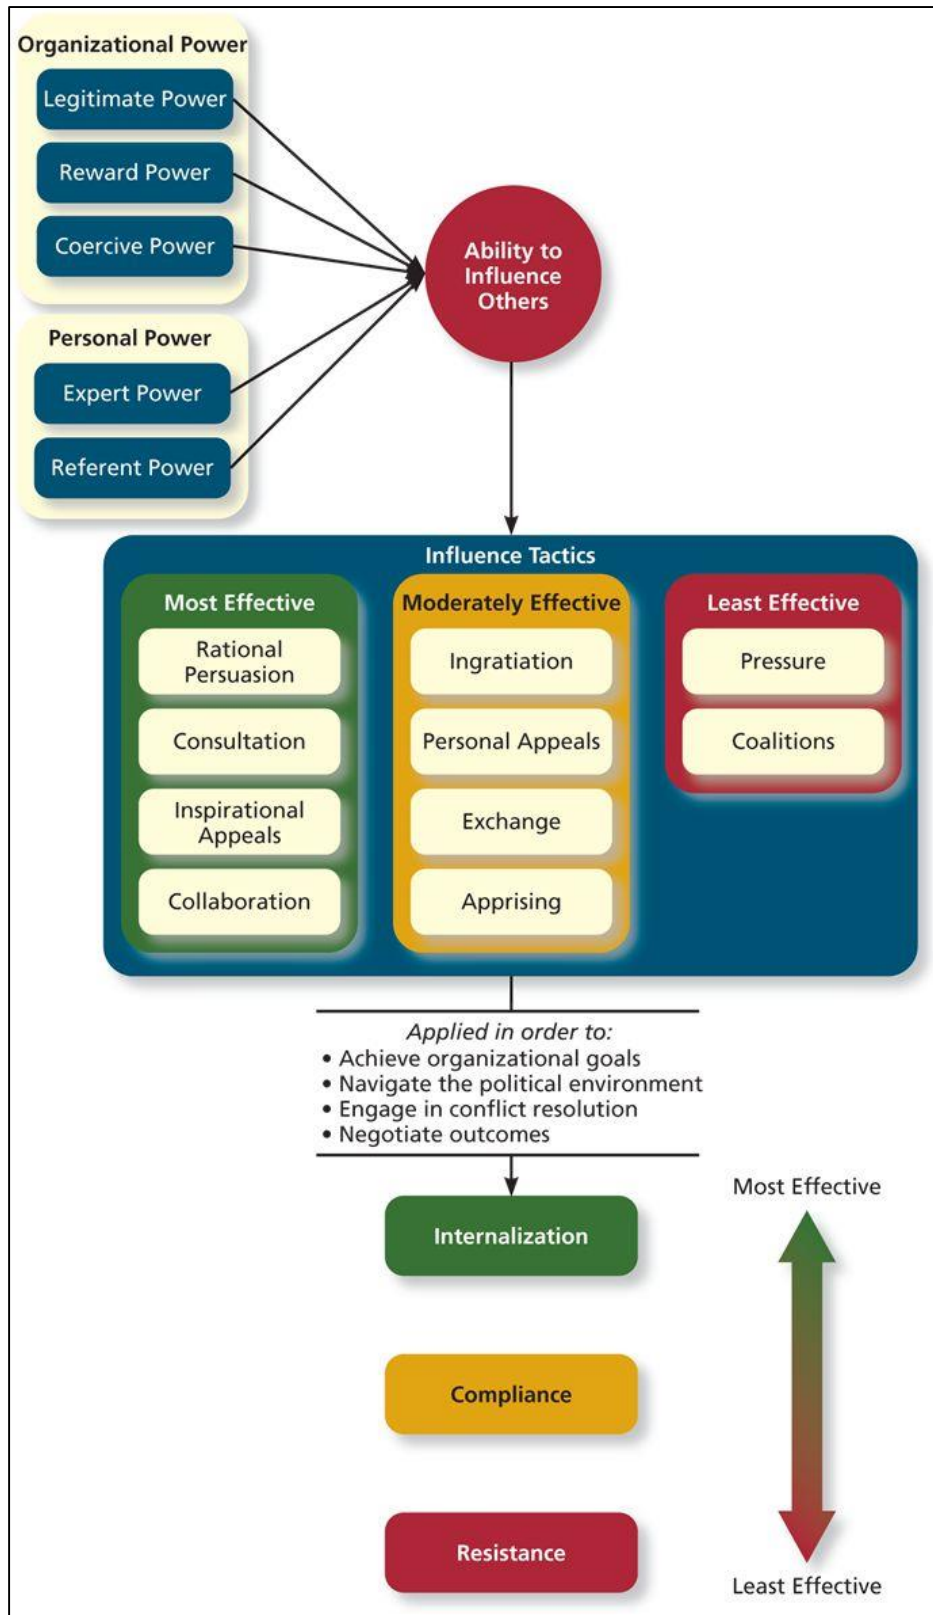 Organizational Power
Legitimate Power
Reward Power
Coercive Power
Personal Power
Expert Power
Referent Power
Ability to
Influence
Others
Influence Tactics
Most Effective
Rational
Persuasion
Consultation
Inspirational
Appeals
Collaboration
Moderately Effective
Ingratiation
Personal Appeals
Exchange
Apprising
Least Effective
Pressure
Coalitions
Applied in order to:
• Achieve organizational goals
• Navigate the political environment
• Engage in conflict resolution
• Negotiate outcomes
Internalization
Compliance
Resistance
Most Effective
Least Effective